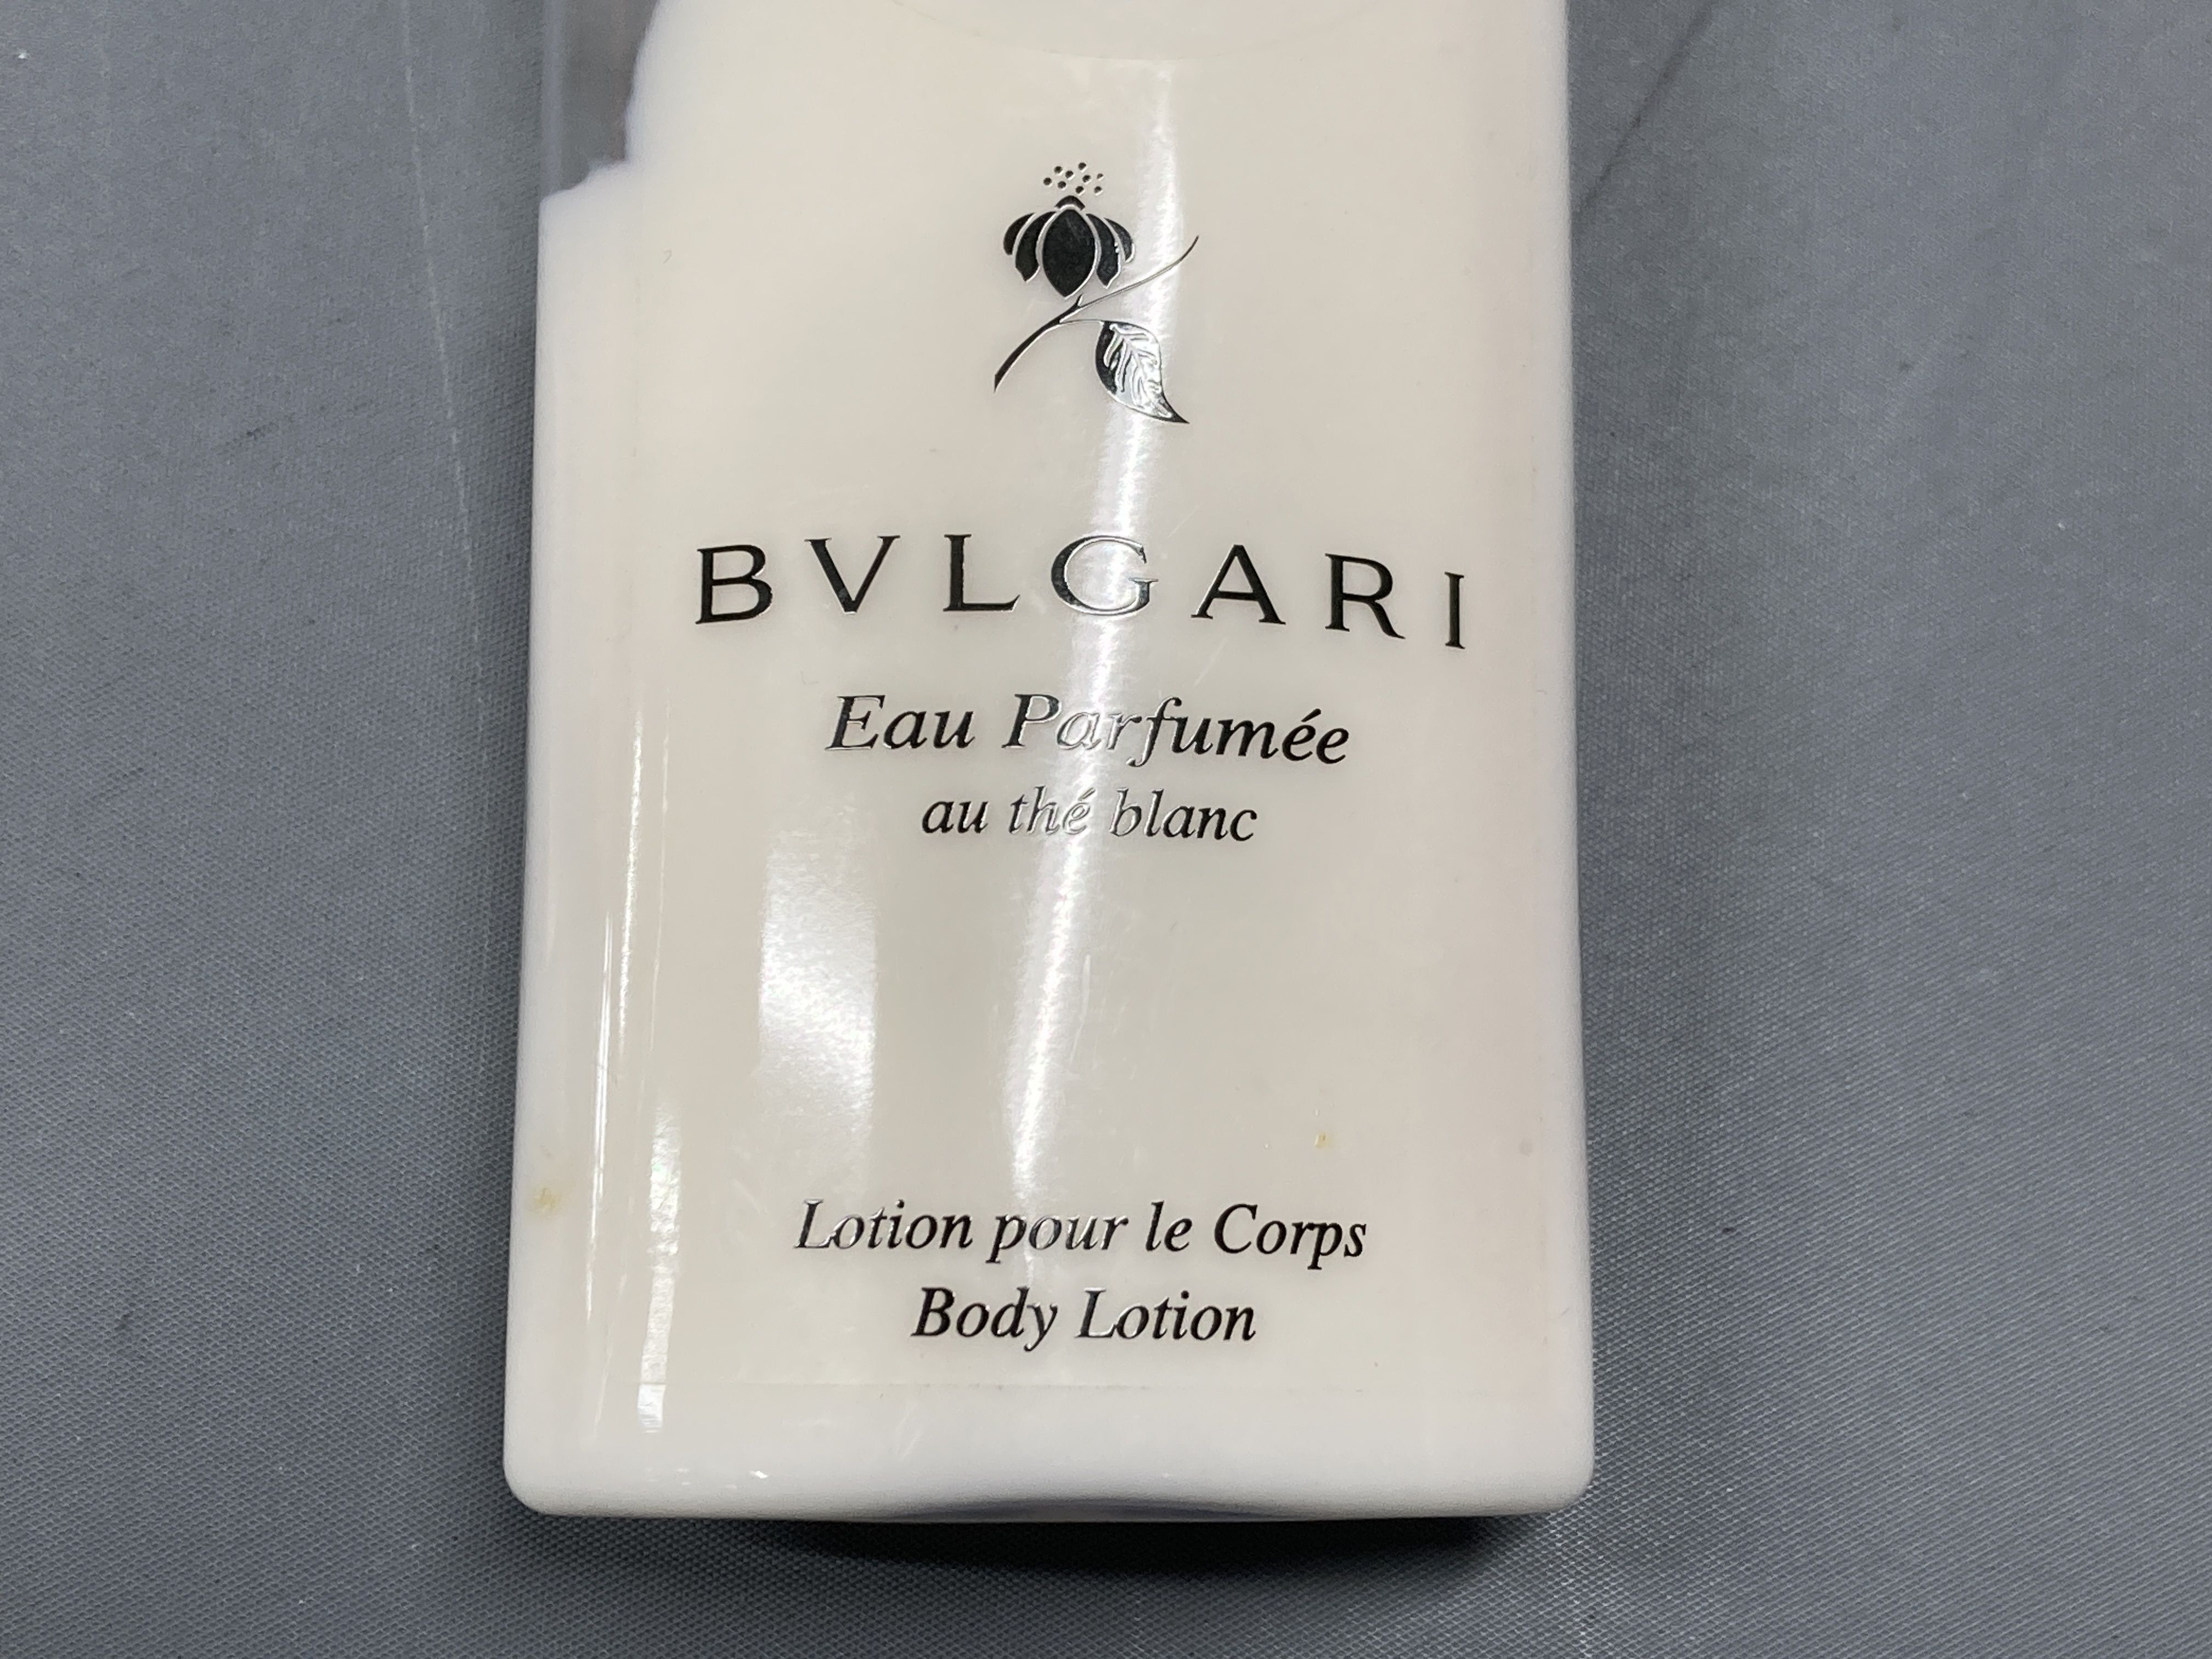 BVLGARI
Eau Parfumée
au thé blanc
Lotion pour le Corps
Body Lotion